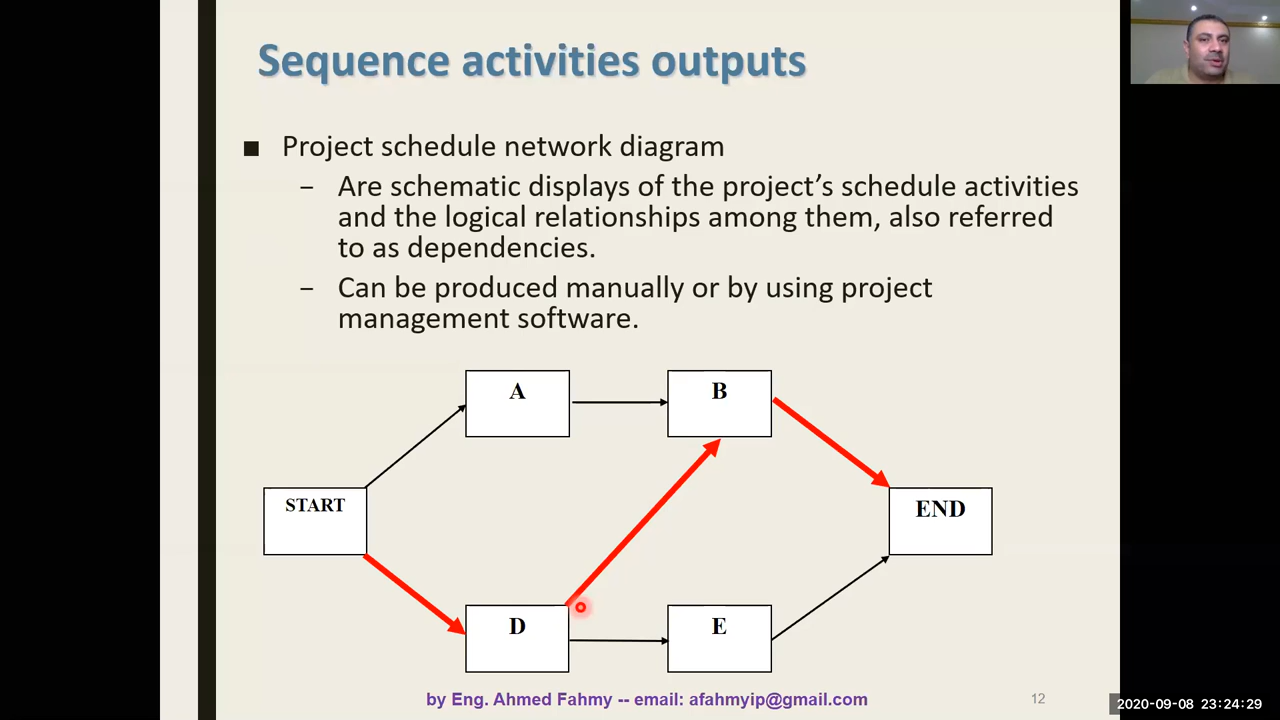 Sequence activities outputs
■ Project schedule network diagram
– Are schematic displays of the project’s schedule activities
and the logical relationships among them, also referred
to as dependencies.
– Can be produced manually or by using project
management software.
A
B
START
END
D
E
by Eng. Ahmed Fahmy -- email: afahmyip@gmail.com
12
2020-09-08 23:24:29